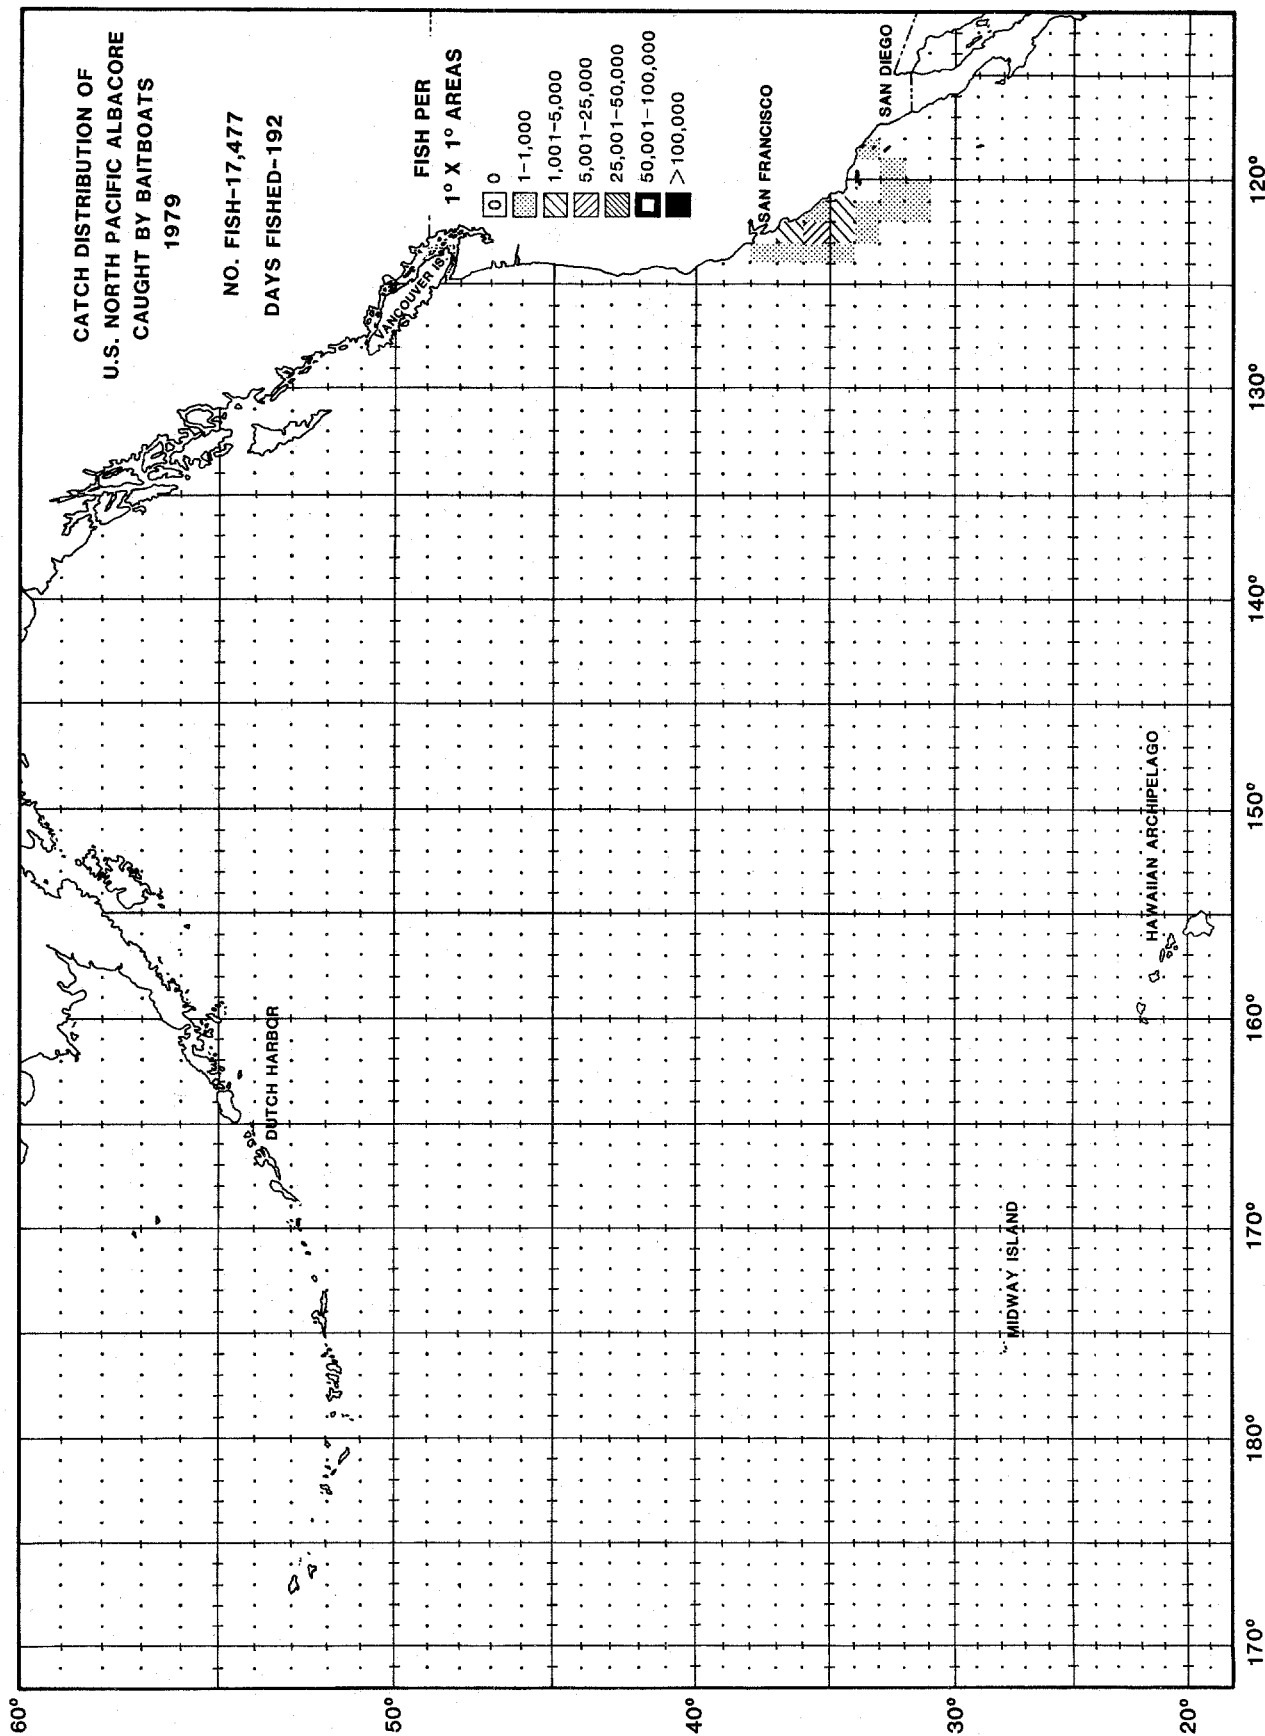 CATCH DISTRIBUTION OF
U.S. NORTH PACIFIC ALBACORE
CAUGHT BY BAITBOATS
1979
NO. FISH-17,477
DAYS FISHED-192
FISH PER
1° X 1° AREAS
0 0
1-1,000
1,001-5,000
5,001-25,000
25,001-50,000
50,001-100,000
>100,000
VANCOUVER IS.
SAN FRANCISCO
SAN DIEGO
DUTCH HARBOR
HAWAIIAN ARCHIPELAGO
MIDWAY ISLAND
60°
50°
40°
30°
20°
170°
180°
170°
160°
150°
140°
130°
120°